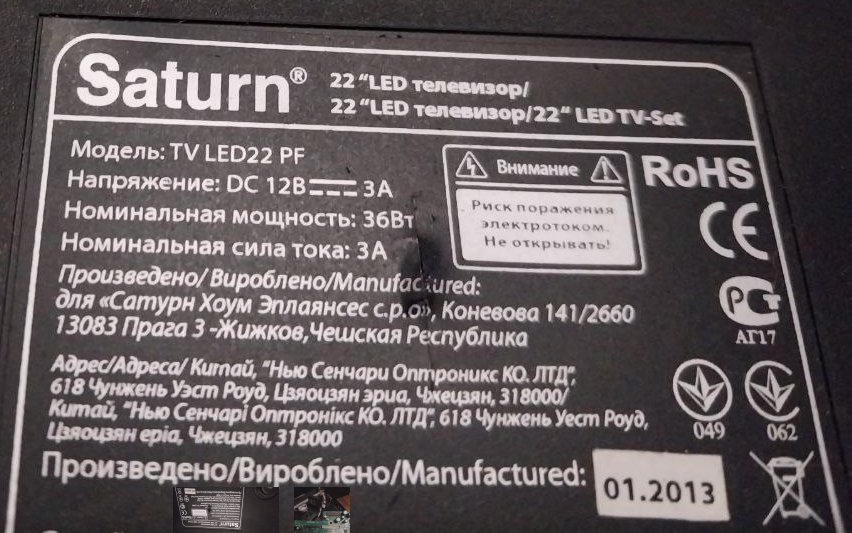 Saturn®
22 “LED телевизор/
22 “LED телевизор/22“ LED TV-Set
Модель: TV LED22 PF
Напряжение: DC 12В 3А
Номинальная мощность: 36Вт
Номинальная сила тока: 3А
Внимание
Риск поражения
электротоком.
Не открывать!
RoHS
CE
Произведено/ Вироблено/Manufactured:
для «Сатурн Хоум Эплаянсес с.р.о», Коневова 141/2660
13083 Прага 3 -Жижков,Чешская Республика
РСТ
АГ17
Адрес/Адреса/ Китай, “Нью Сенчари Оптроникс КО. ЛТД“,
618 Чунжень Уэст Роуд, Цзяоцзян эриа, Чжецзян, 318000/
Китай, “Нью Сенчарі Оптронікс КО. ЛТД“, 618 Чунжень Уест Роуд,
Цзяоцзян еріа, Чжецзян, 318000
049
062
Произведено/Вироблено/Manufactured:
01.2013
Saturn